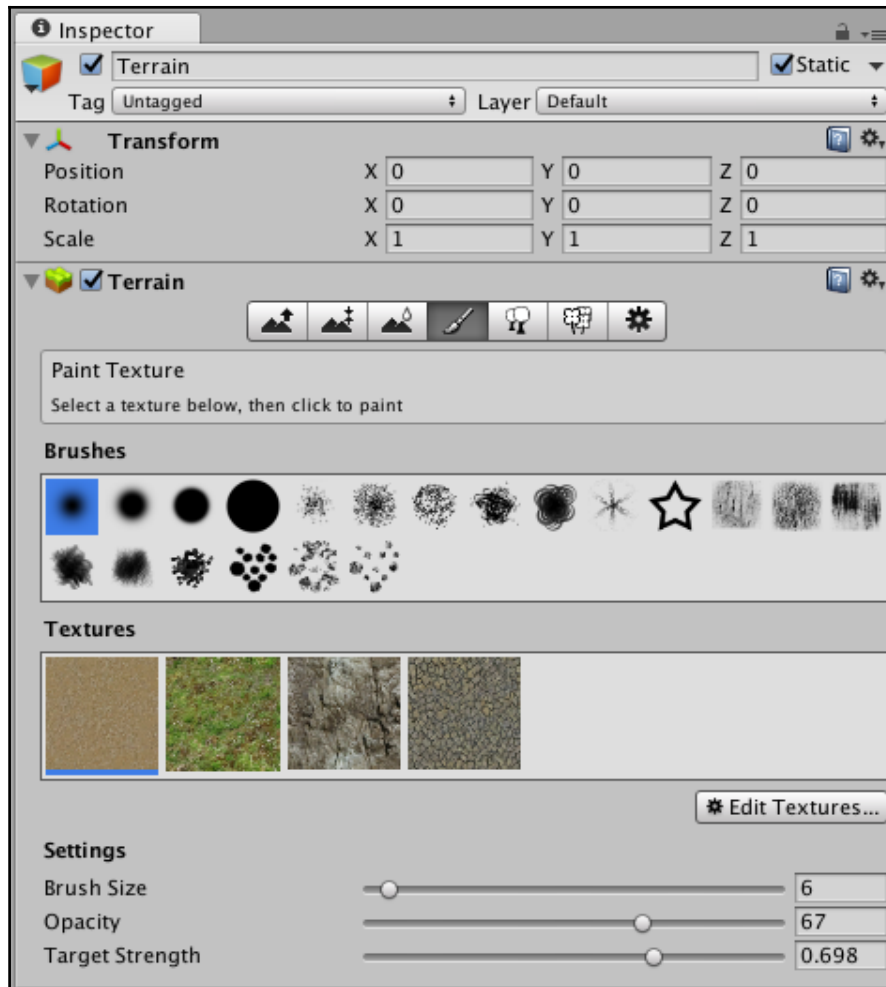 Inspector
Terrain Static
Tag Untagged Layer Default
Transform
Position X 0 Y 0 Z 0
Rotation X 0 Y 0 Z 0
Scale X 1 Y 1 Z 1
Terrain
Paint Texture
Select a texture below, then click to paint
Brushes
Textures
Edit Textures...
Settings
Brush Size 6
Opacity 67
Target Strength 0.698